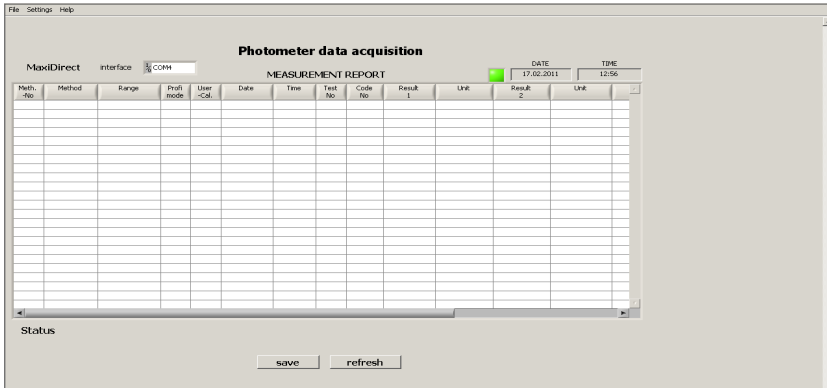 File Settings Help
Photometer data acquisition
MaxiDirect interface COM4
MEASUREMENT REPORT
DATE TIME
17.02.2011 12:56
Meth. -No Method Range Profi mode User -Cal. Date Time Test No Code No Result 1 Unit Result 2 Unit
Status
save refresh